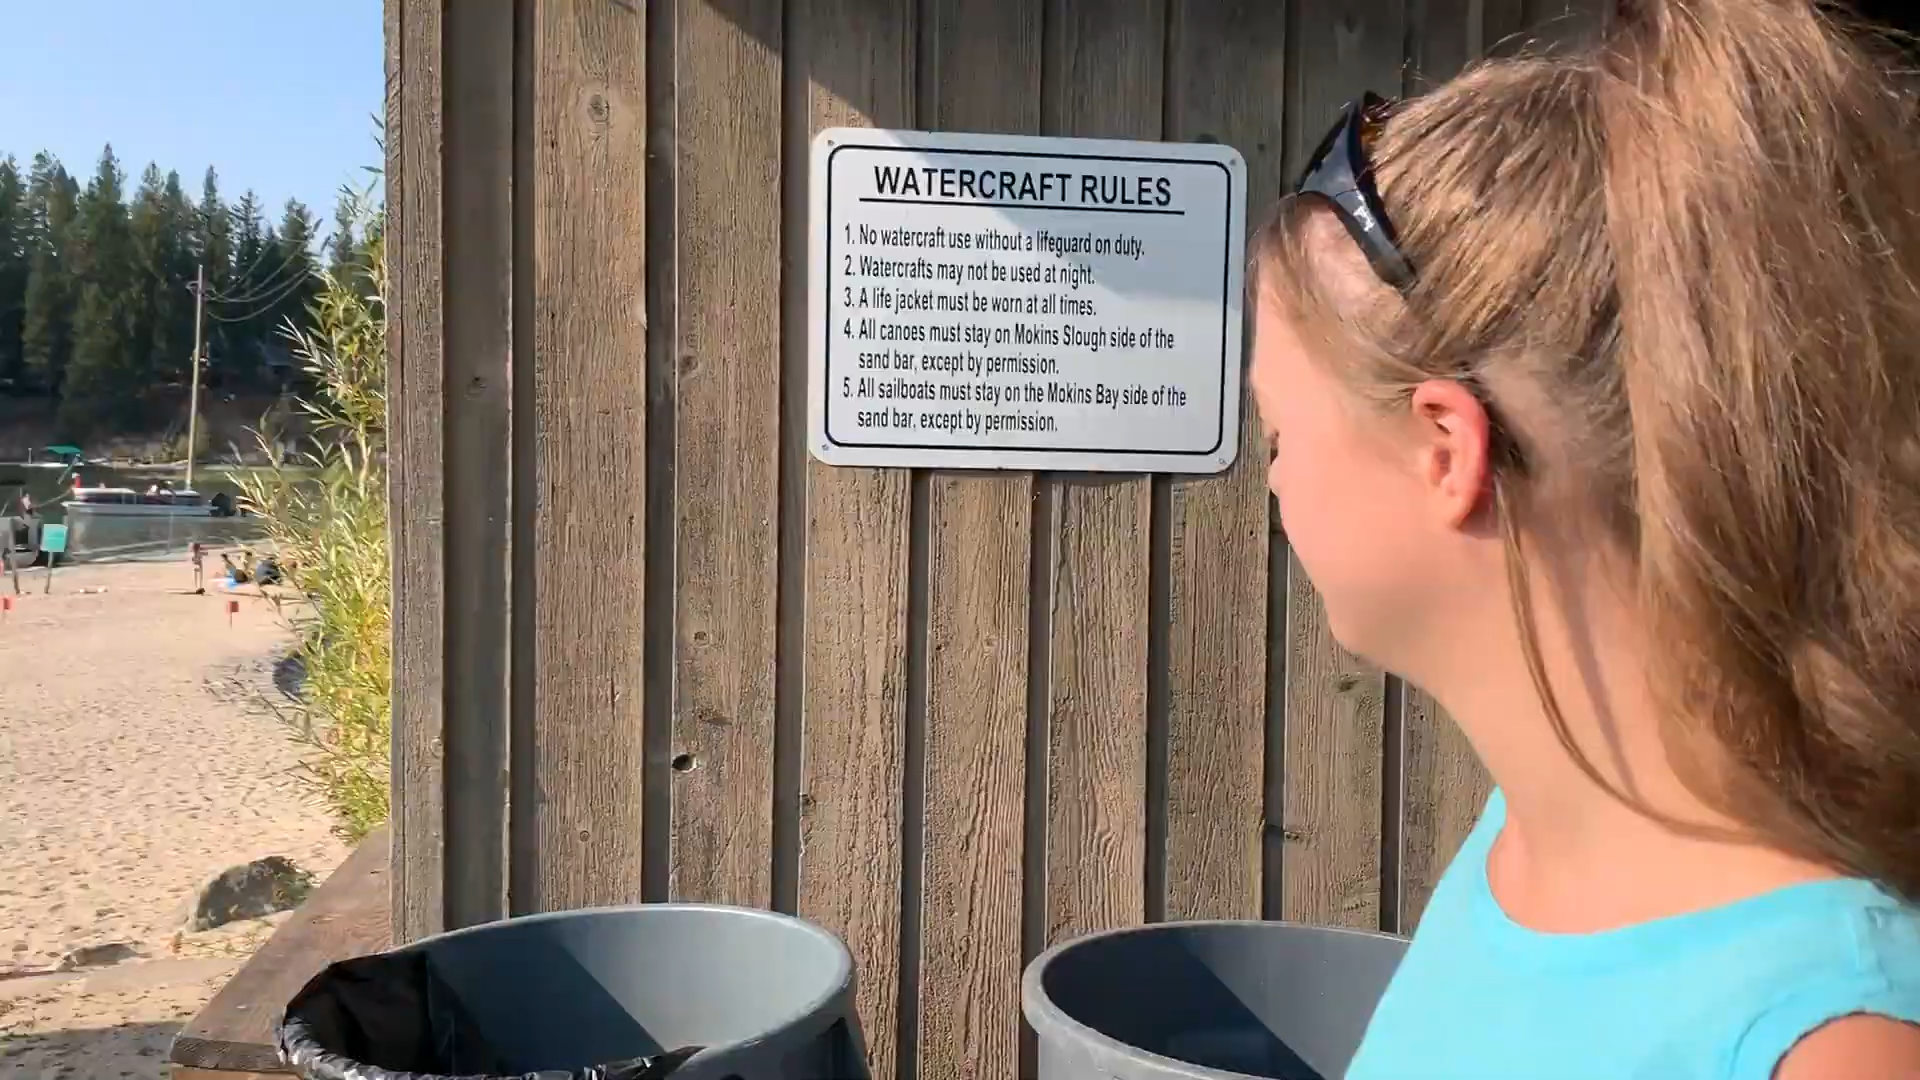 WATERCRAFT RULES
1. No watercraft use without a lifeguard on duty.
2. Watercrafts may not be used at night.
3. A life jacket must be worn at all times.
4. All canoes must stay on Mokins Slough side of the
sand bar, except by permission.
5. All sailboats must stay on the Mokins Bay side of the
sand bar, except by permission.